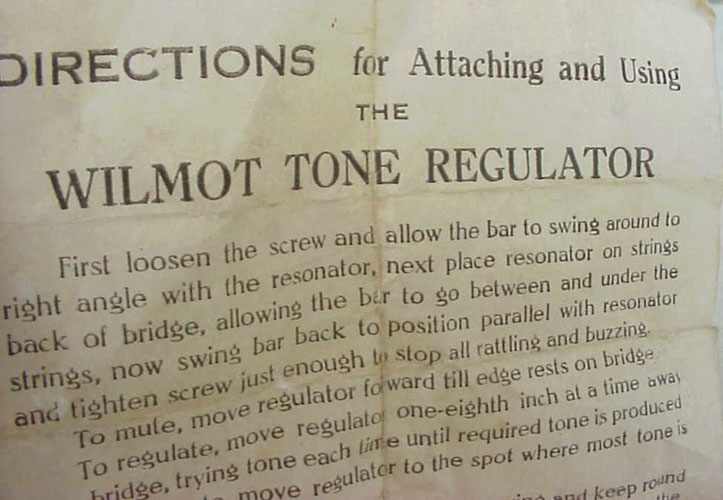 DIRECTIONS for Attaching and Using
THE
WILMOT TONE REGULATOR
First loosen the screw and allow the bar to swing around to
right angle with the resonator, next place resonator on strings
back of bridge, allowing the bar to go between and under the
strings, now swing bar back to position parallel with resonator
and tighten screw just enough to stop all rattling and buzzing.
To mute, move regulator forward till edge rests on bridge.
To regulate, move regulator one-eighth inch at a time away
bridge, trying tone each time until required tone is produced
move regulator to the spot where most tone is
and keep round
the